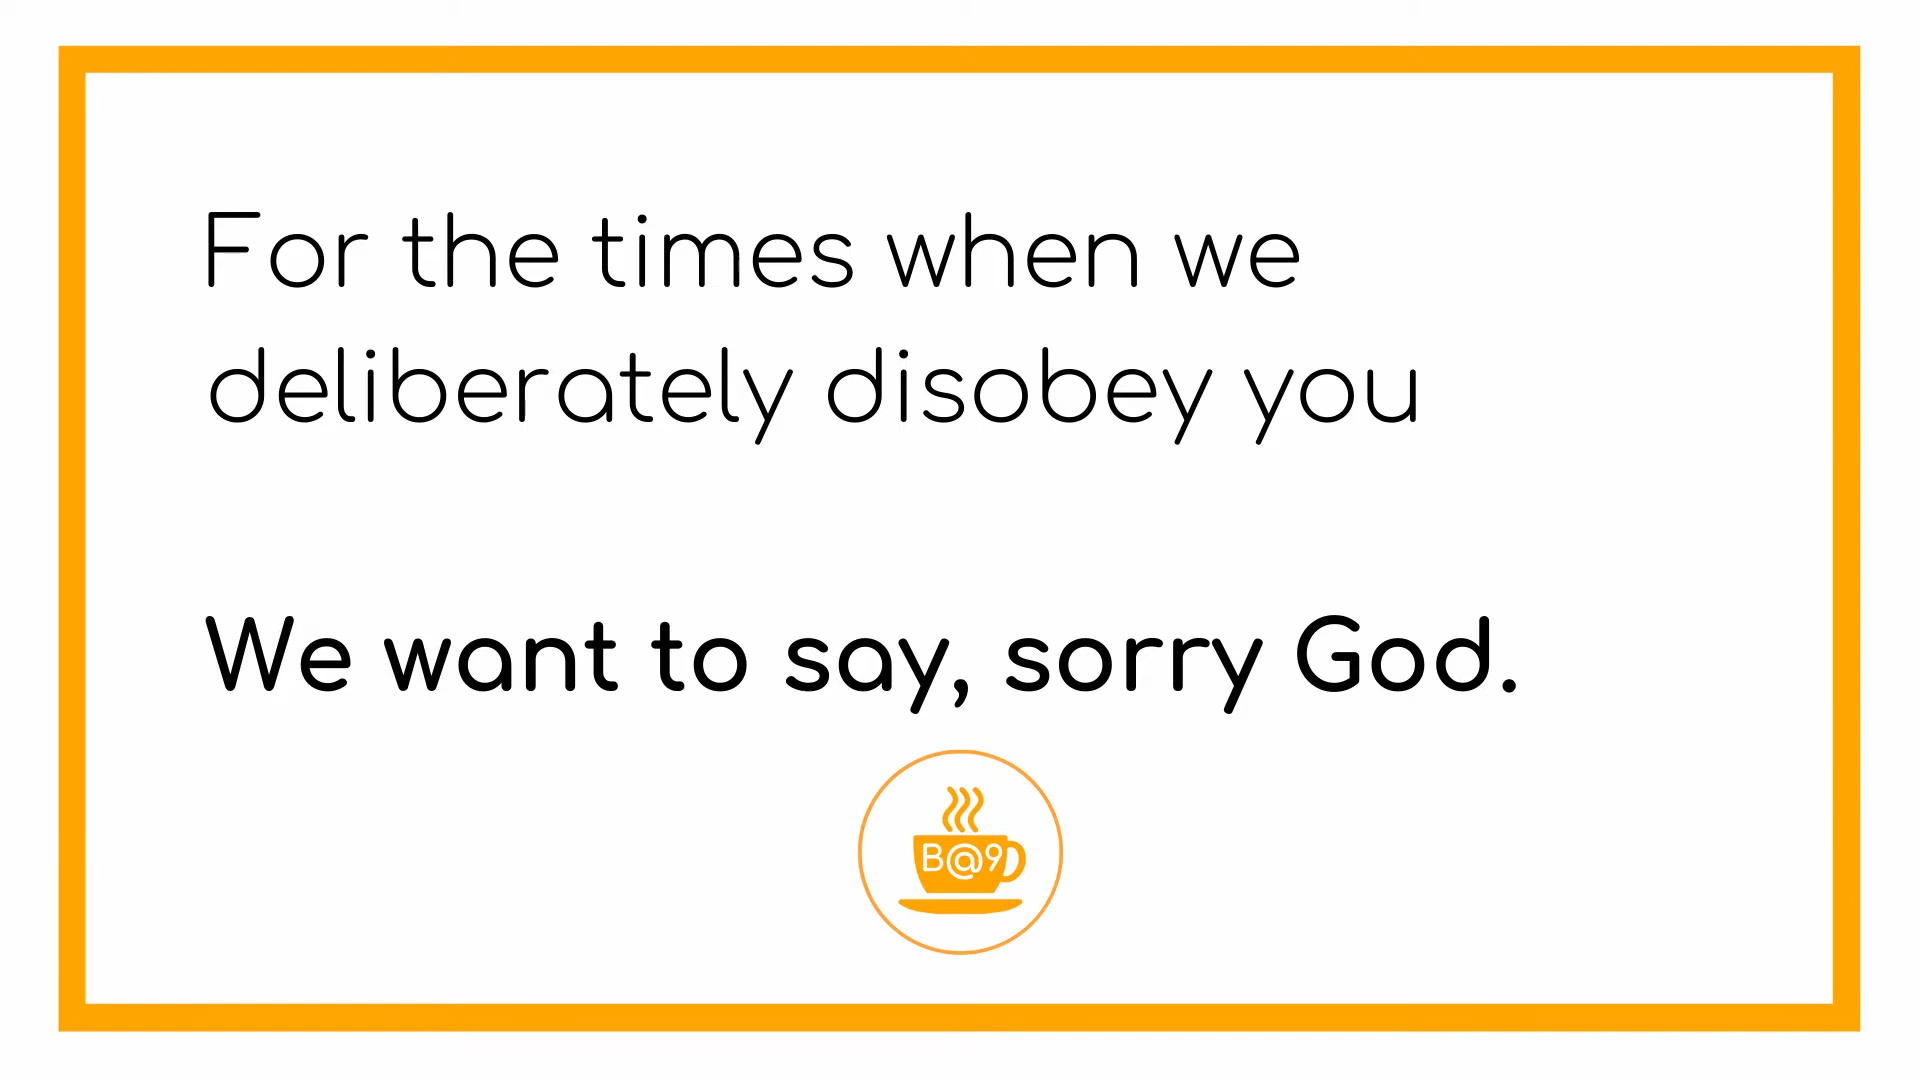 For the times when we
deliberately disobey you
We want to say, sorry God.
B@9